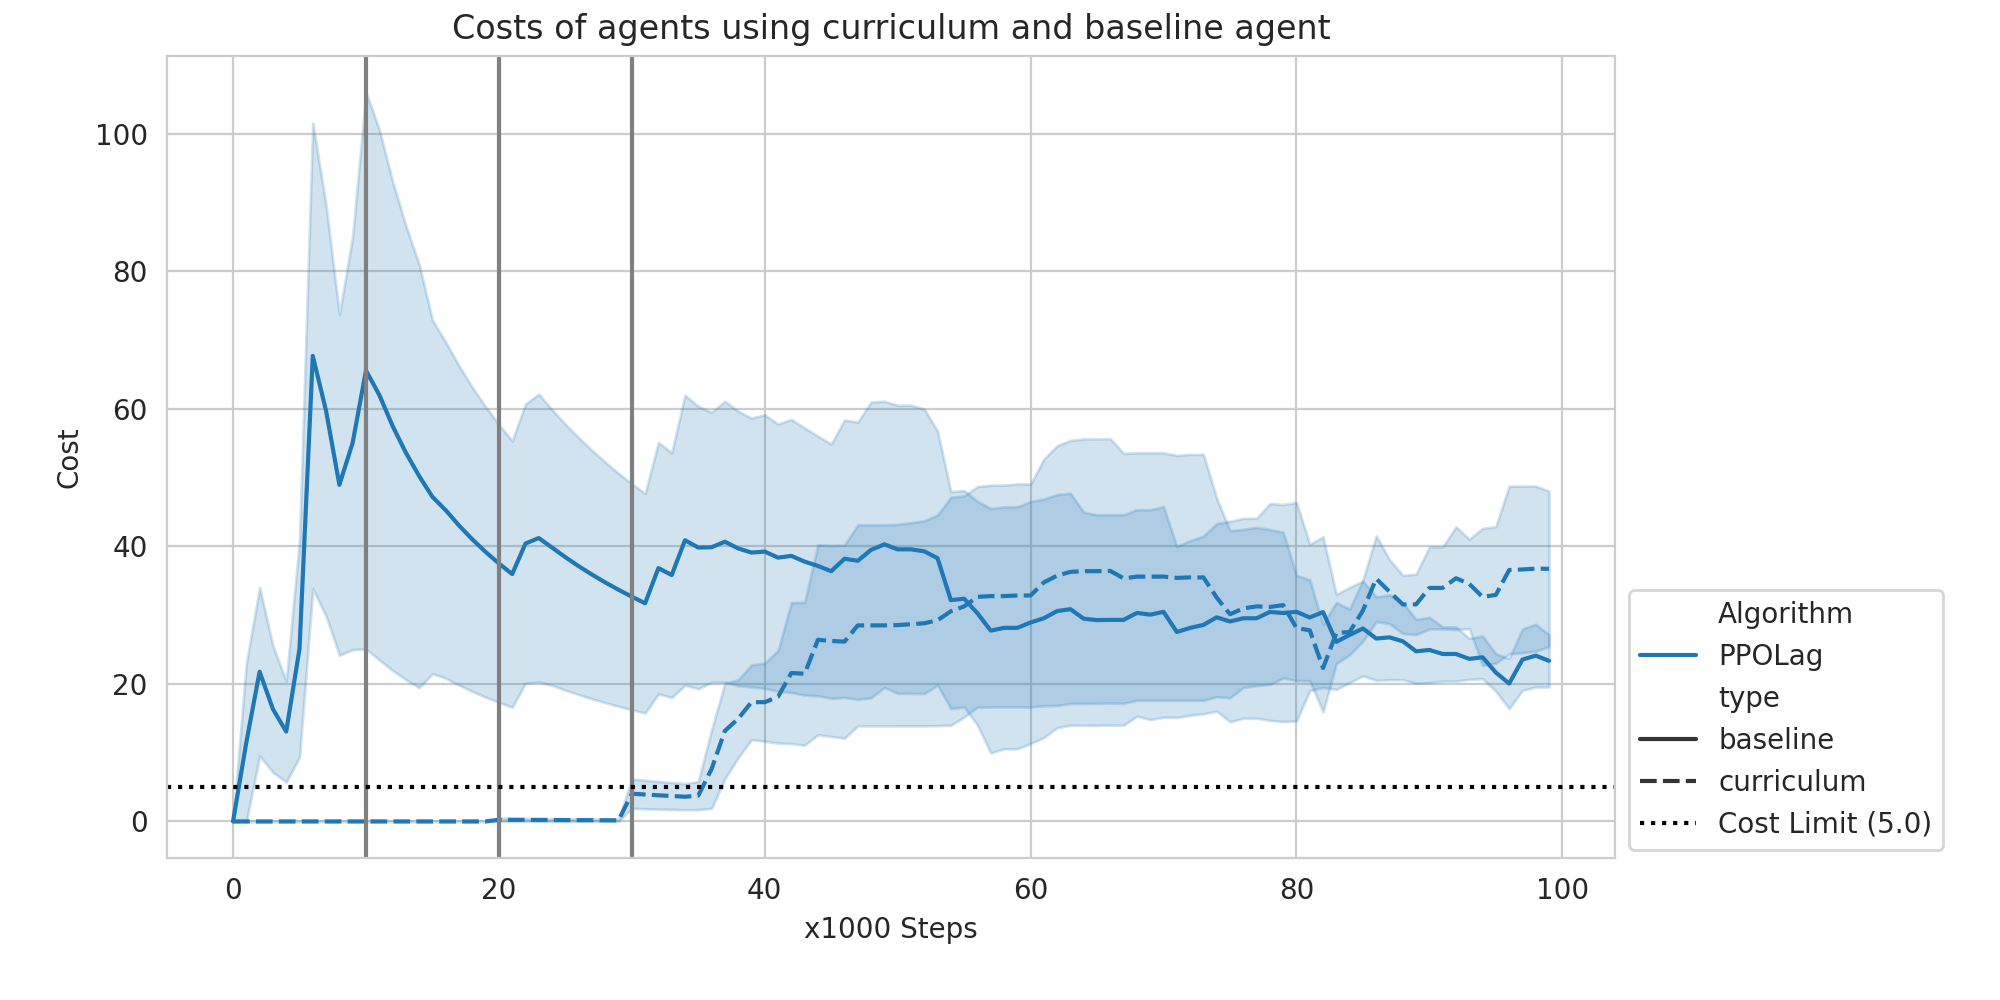 Costs of agents using curriculum and baseline agent
Cost
100
80
60
40
20
0
0 20 40 60 80 100
x1000 Steps
Algorithm
PPOLag
type
baseline
curriculum
Cost Limit (5.0)